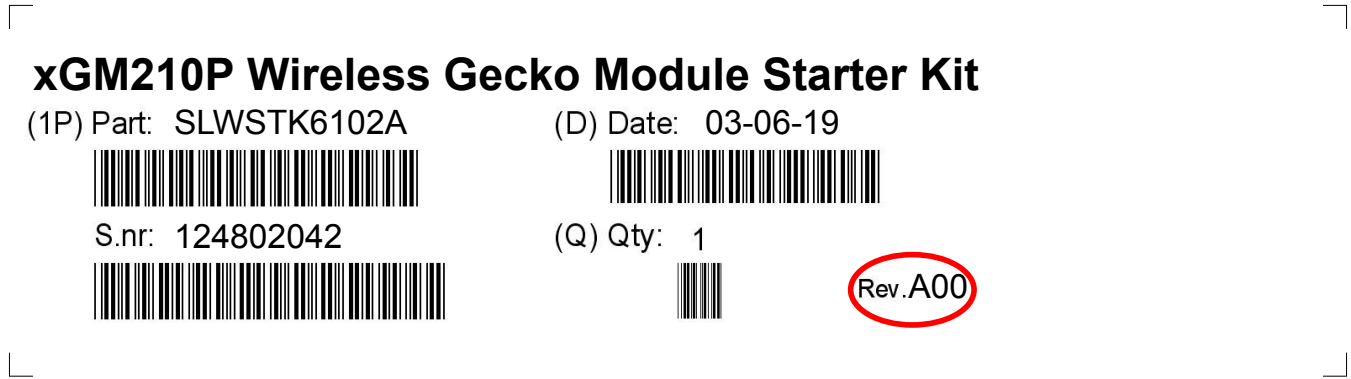 xGM210P Wireless Gecko Module Starter Kit
(1P) Part: SLWSTK6102A
(D) Date: 03-06-19
S.nr: 124802042
(Q) Qty: 1
Rev.A00